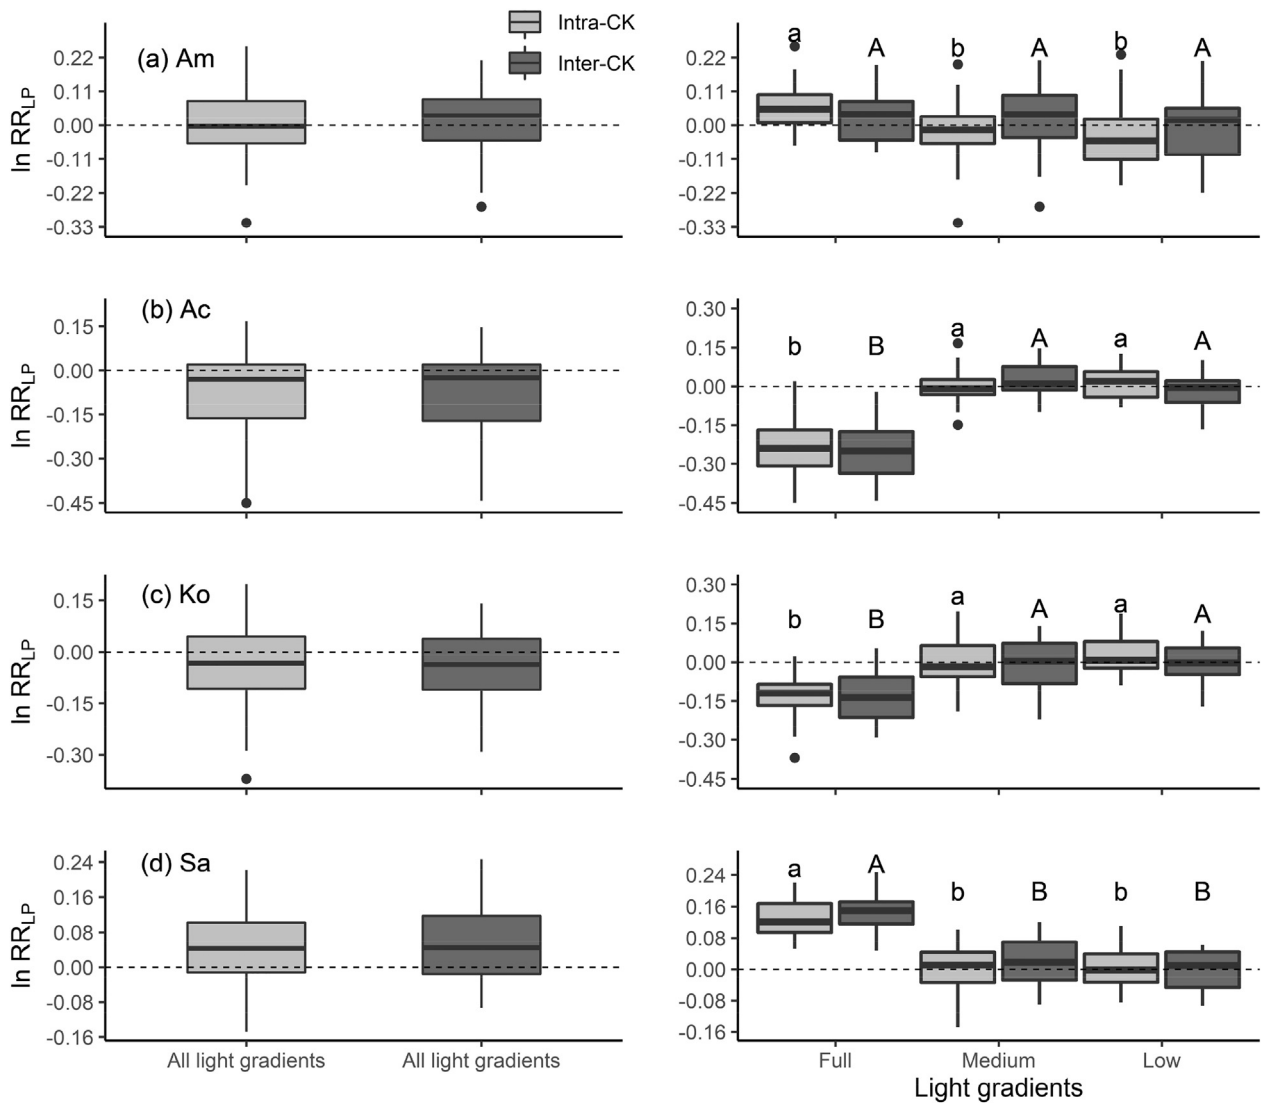 Intra-CK
Inter-CK
(a) Am
ln RRLP
0.22
0.11
0.00
-0.11
-0.22
-0.33
0.22
0.11
0.00
-0.11
-0.22
-0.33
a A b A b A
(b) Ac
ln RRLP
0.15
0.00
-0.15
-0.30
-0.45
0.30
0.15
0.00
-0.15
-0.30
-0.45
b B a A a A
(c) Ko
ln RRLP
0.15
0.00
-0.15
-0.30
0.30
0.15
0.00
-0.15
-0.30
-0.45
b B a A a A
(d) Sa
ln RRLP
0.24
0.16
0.08
0.00
-0.08
-0.16
0.24
0.16
0.08
0.00
-0.08
-0.16
a A b B b B
All light gradients All light gradients
Full Medium Low
Light gradients